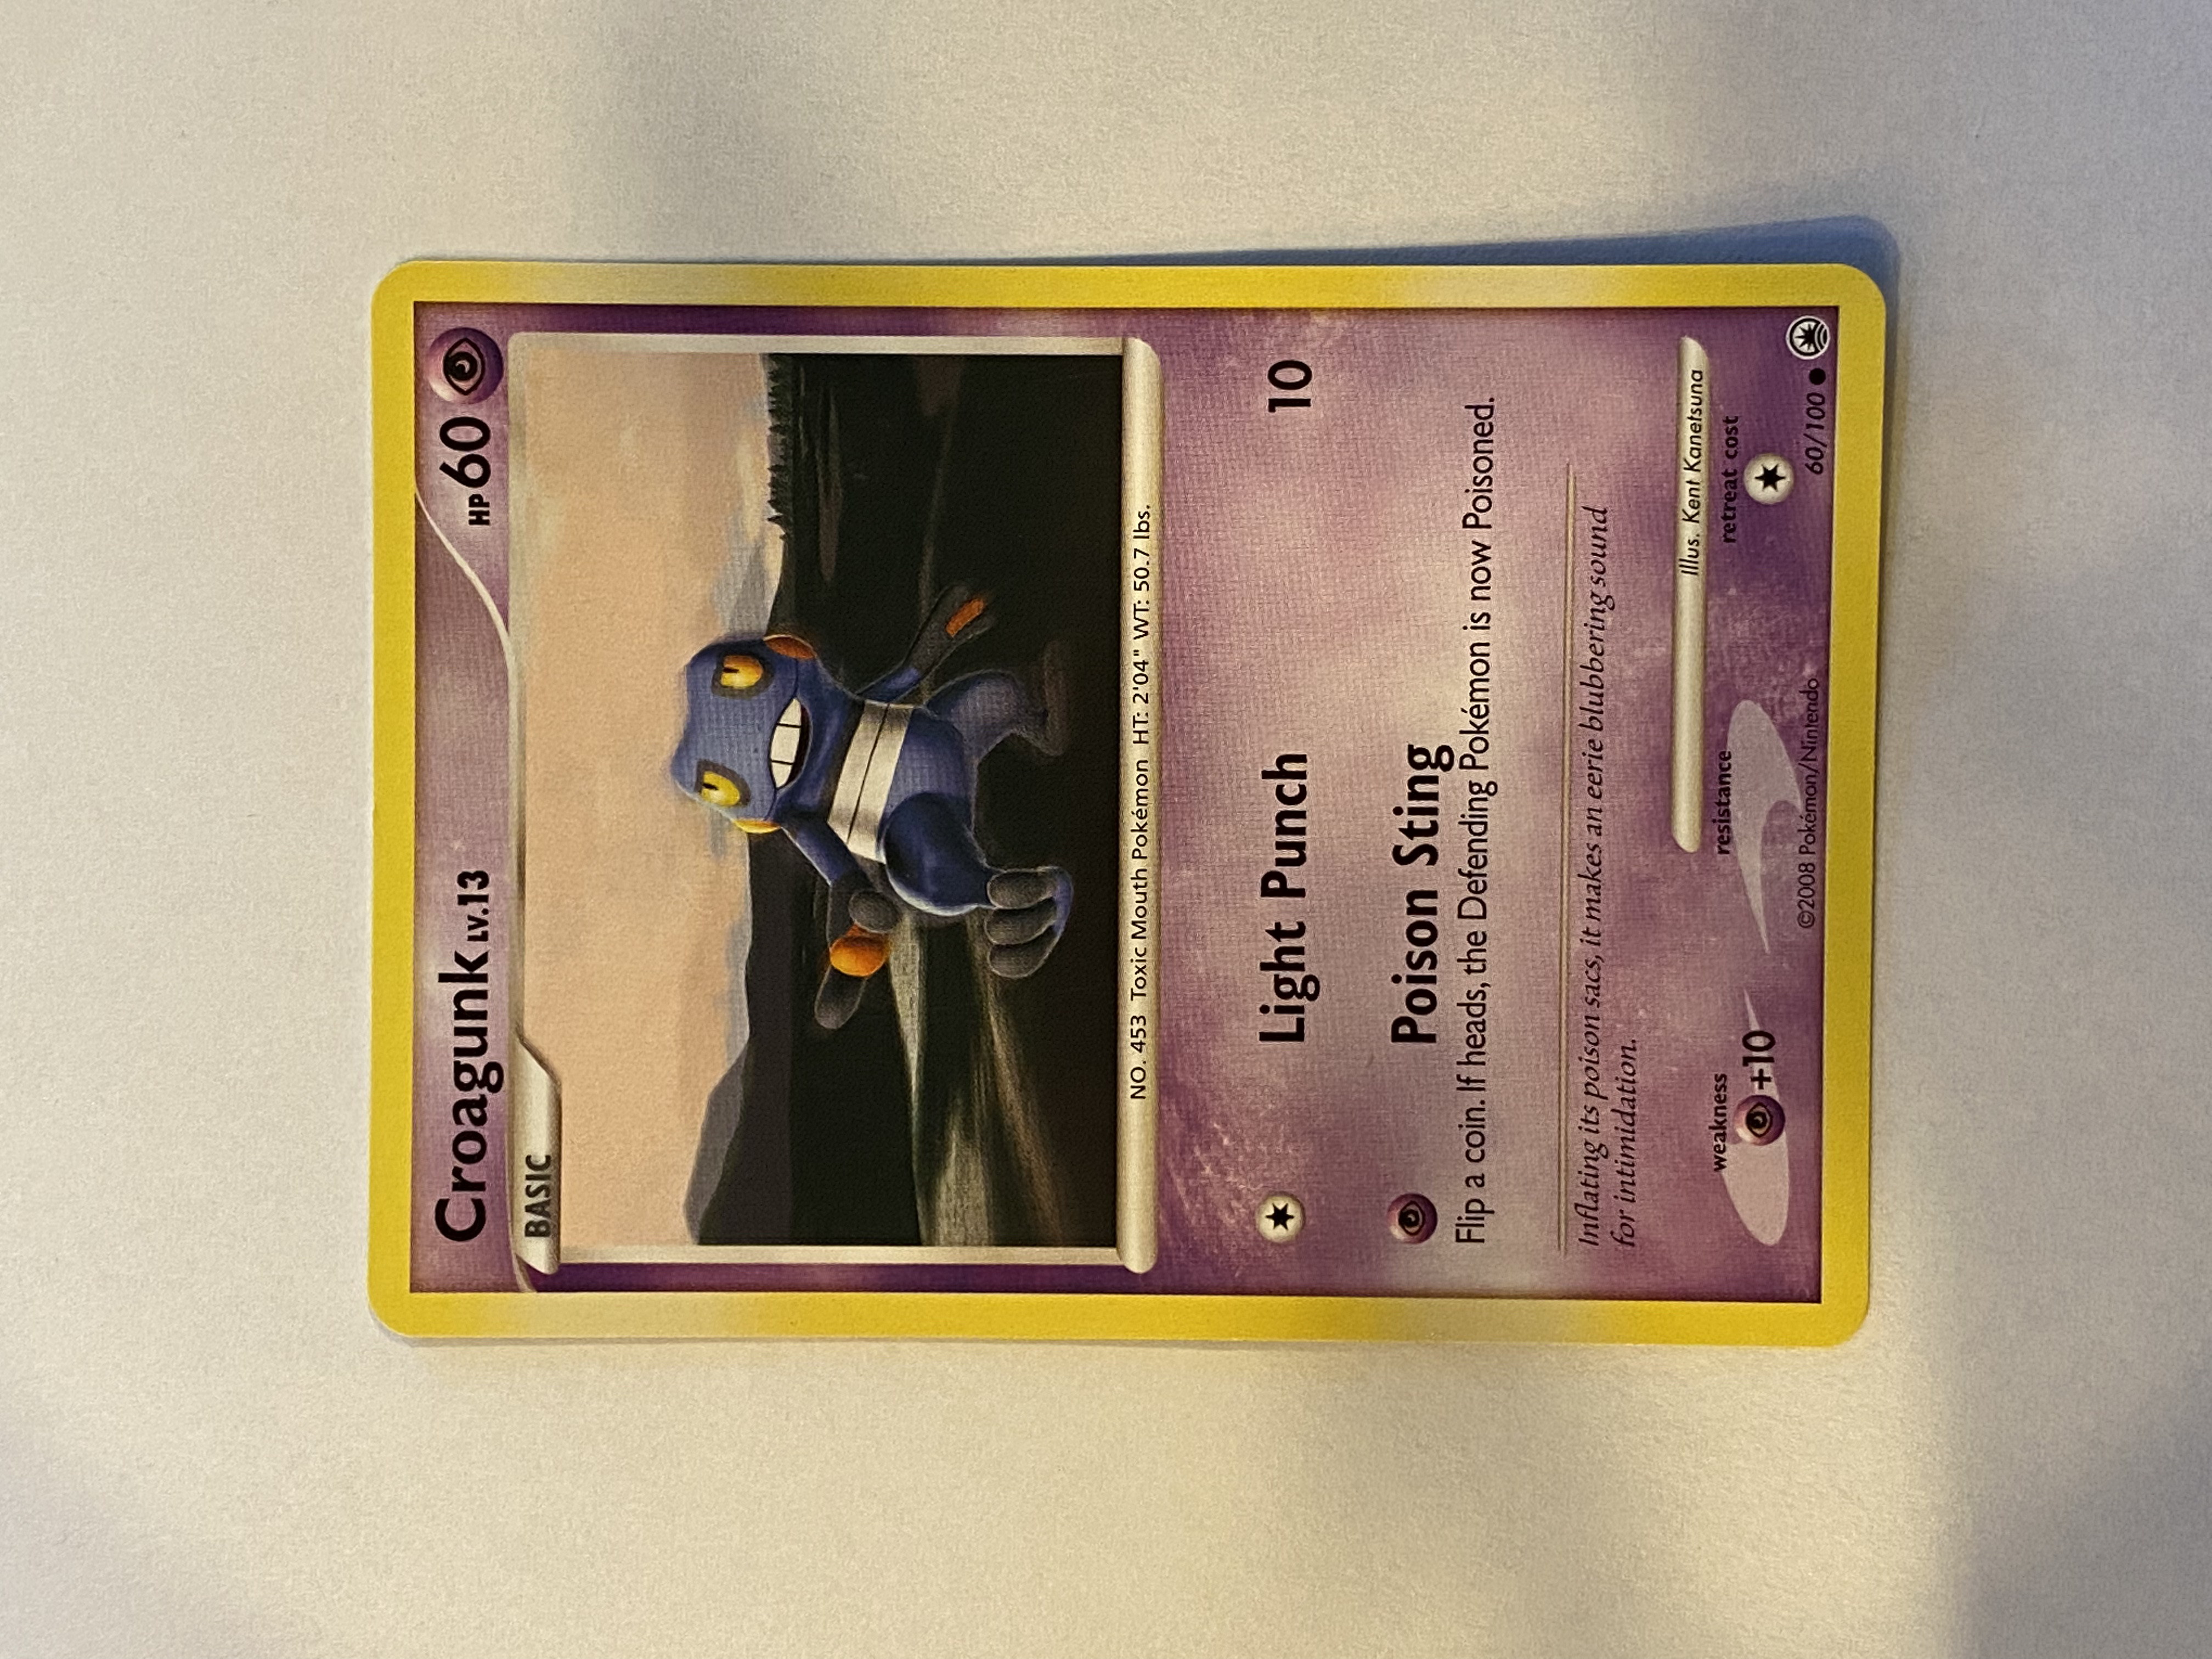 Croagunk LV.13 HP 60
BASIC
NO. 453 Toxic Mouth Pokémon HT: 2'04" WT: 50.7 lbs.
Light Punch 10
Poison Sting
Flip a coin. If heads, the Defending Pokémon is now Poisoned.
Inflating its poison sacs, it makes an eerie blubbering sound
for intimidation.
Illus. Kent Kanetsuna
weakness resistance retreat cost
+10
©2008 Pokémon/Nintendo 60/100